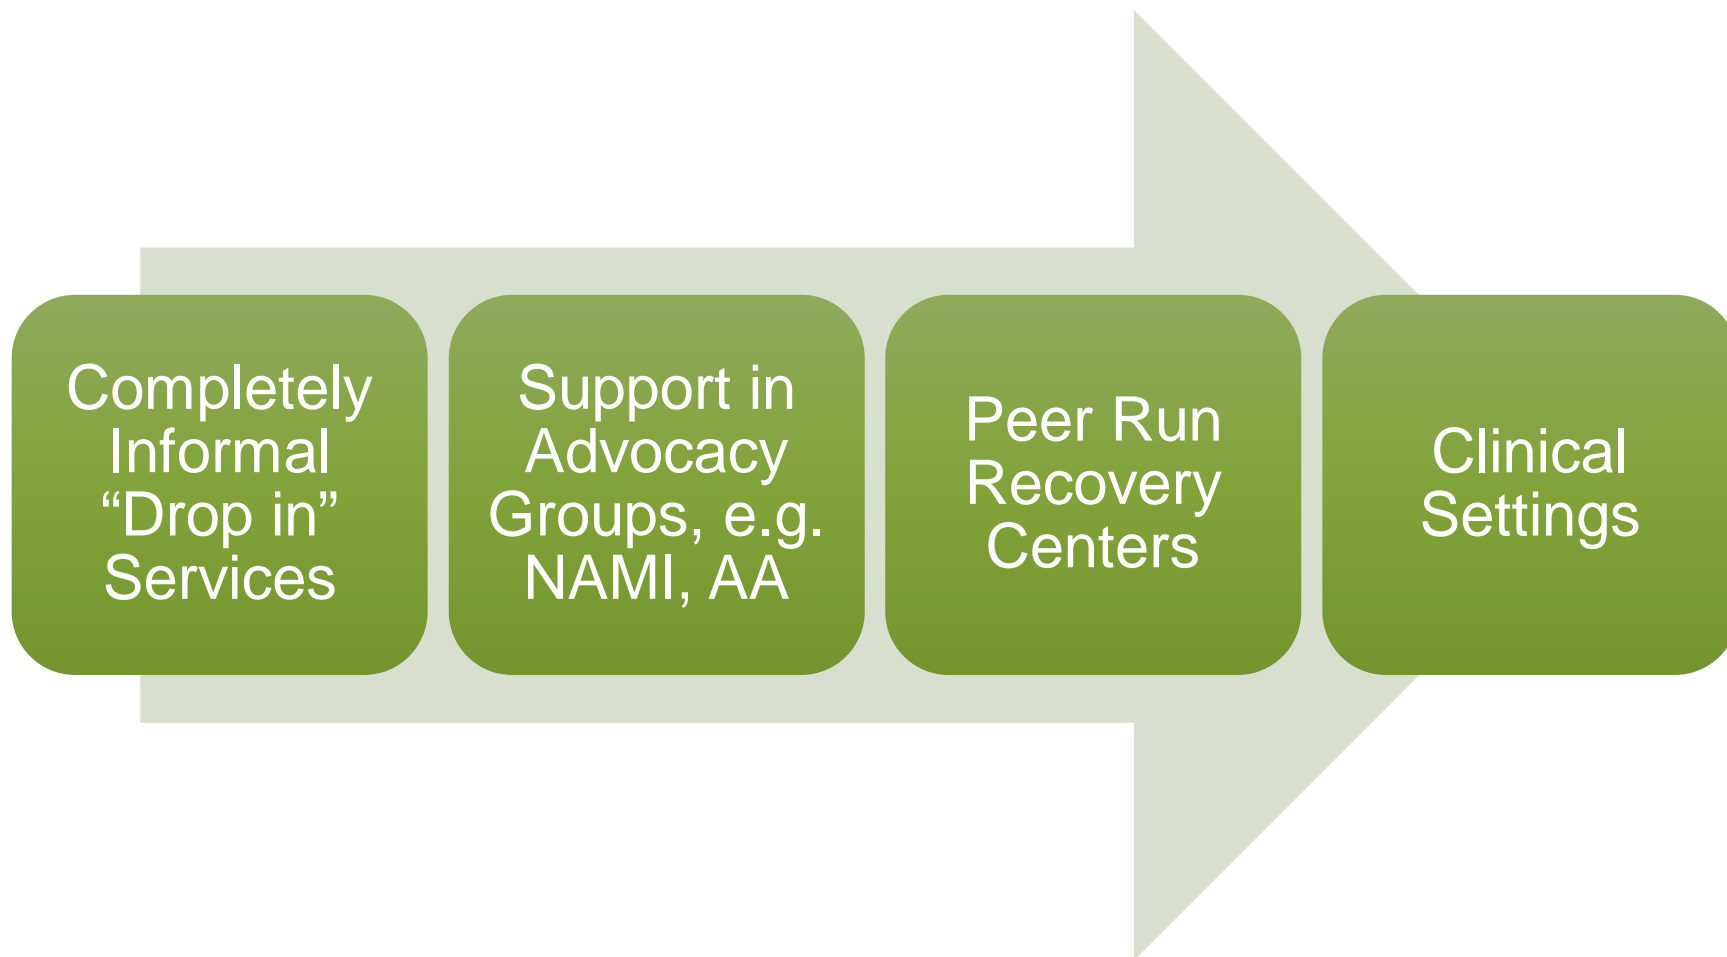 Completely
Informal
“Drop in”
Services
Support in
Advocacy
Groups, e.g.
NAMI, AA
Peer Run
Recovery
Centers
Clinical
Settings